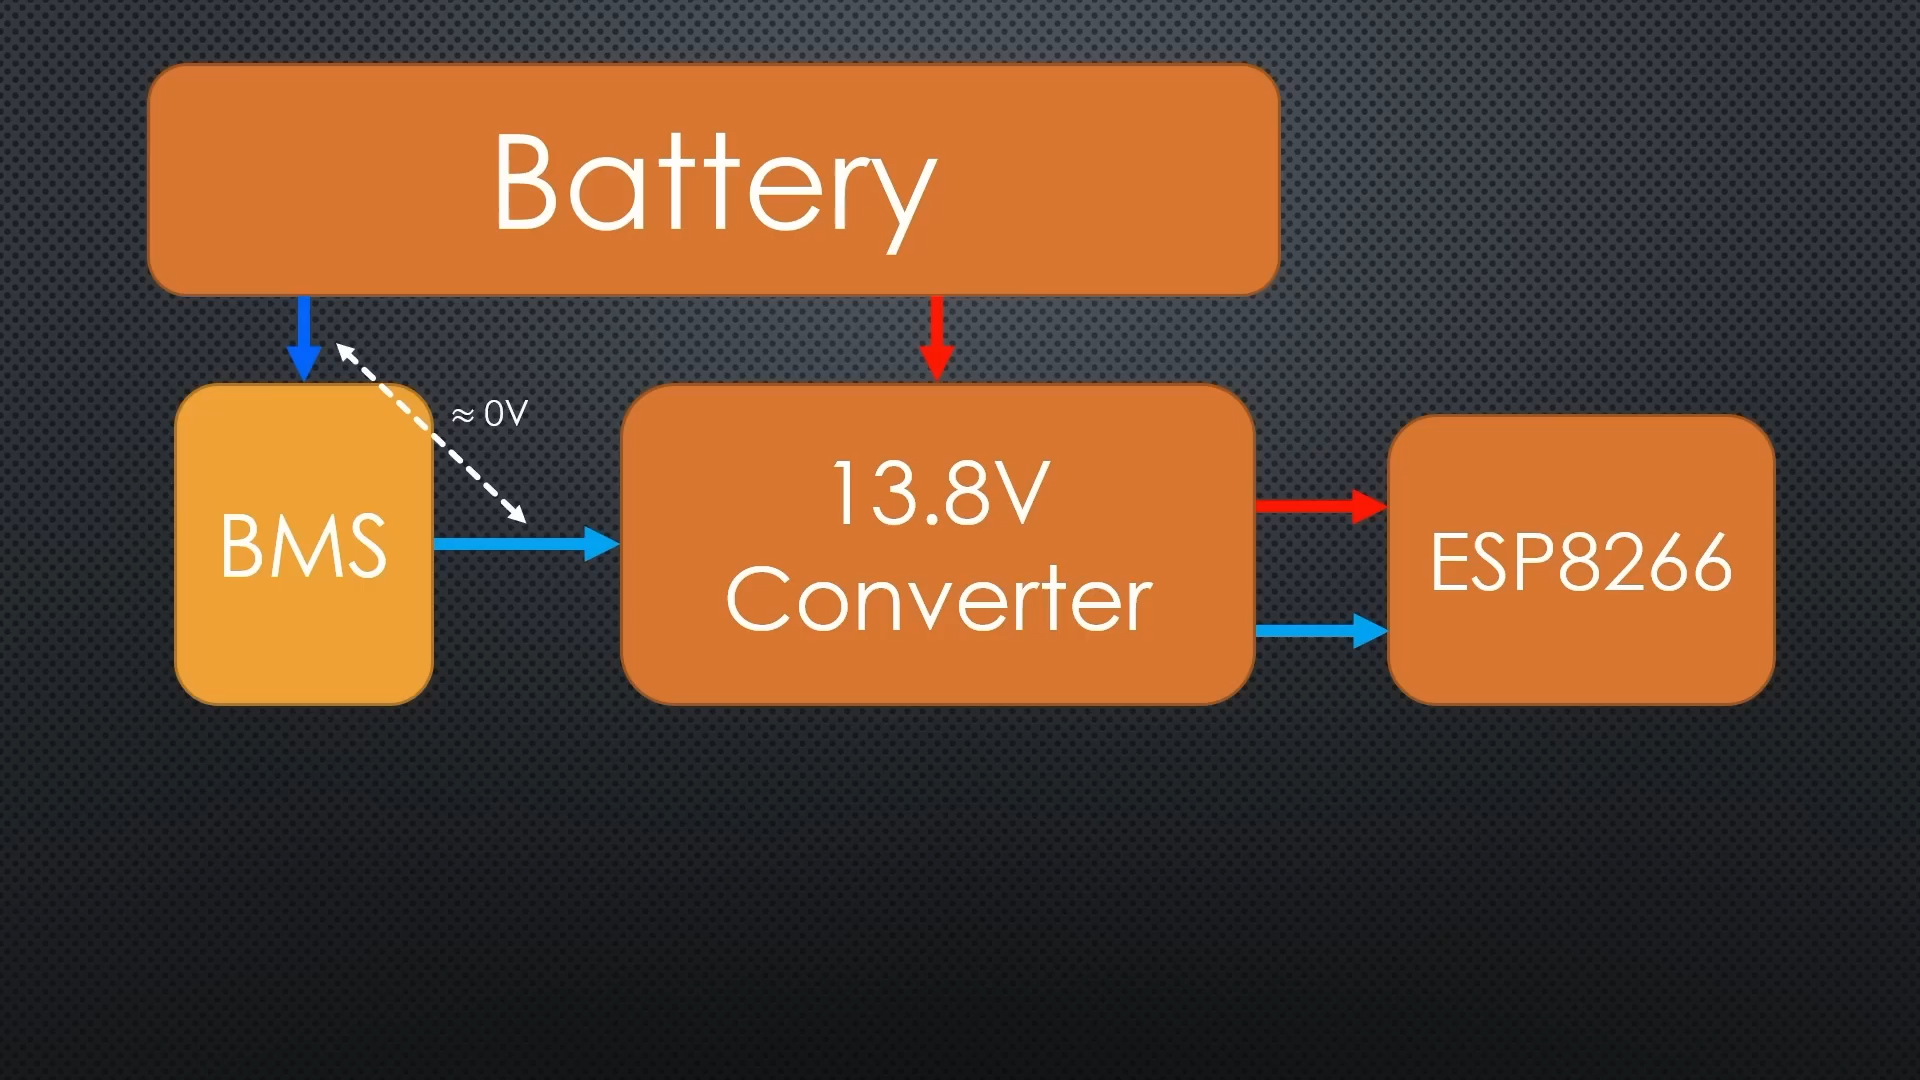 Battery
≈ 0V
BMS
13.8V
Converter
ESP8266